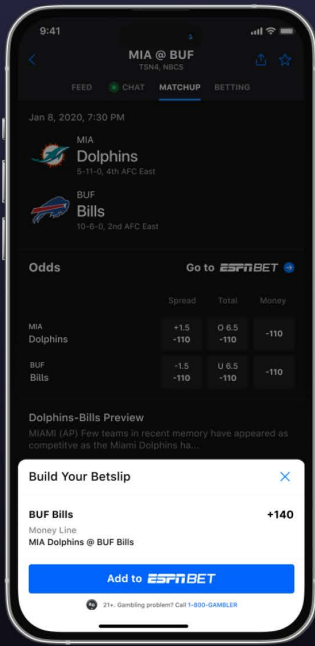 9:41
MIA @ BUF
TSN4, NBCS
FEED CHAT MATCHUP BETTING
Jan 8, 2020, 7:30 PM
MIA
Dolphins
5-11-0, 4th AFC East
BUF
Bills
10-6-0, 2nd AFC East
Odds Go to ESPN BET
Spread Total Money
MIA
Dolphins +1.5 -110 O 6.5 -110 -110
BUF
Bills -1.5 -110 U 6.5 -110 -110
Dolphins-Bills Preview
MIAMI (AP) Few teams in recent memory have appeared as
competitve as the Miami Dolphins ha...
Build Your Betslip
BUF Bills +140
Money Line
MIA Dolphins @ BUF Bills
Add to ESPN BET
21+. Gambling problem? Call 1-800-GAMBLER